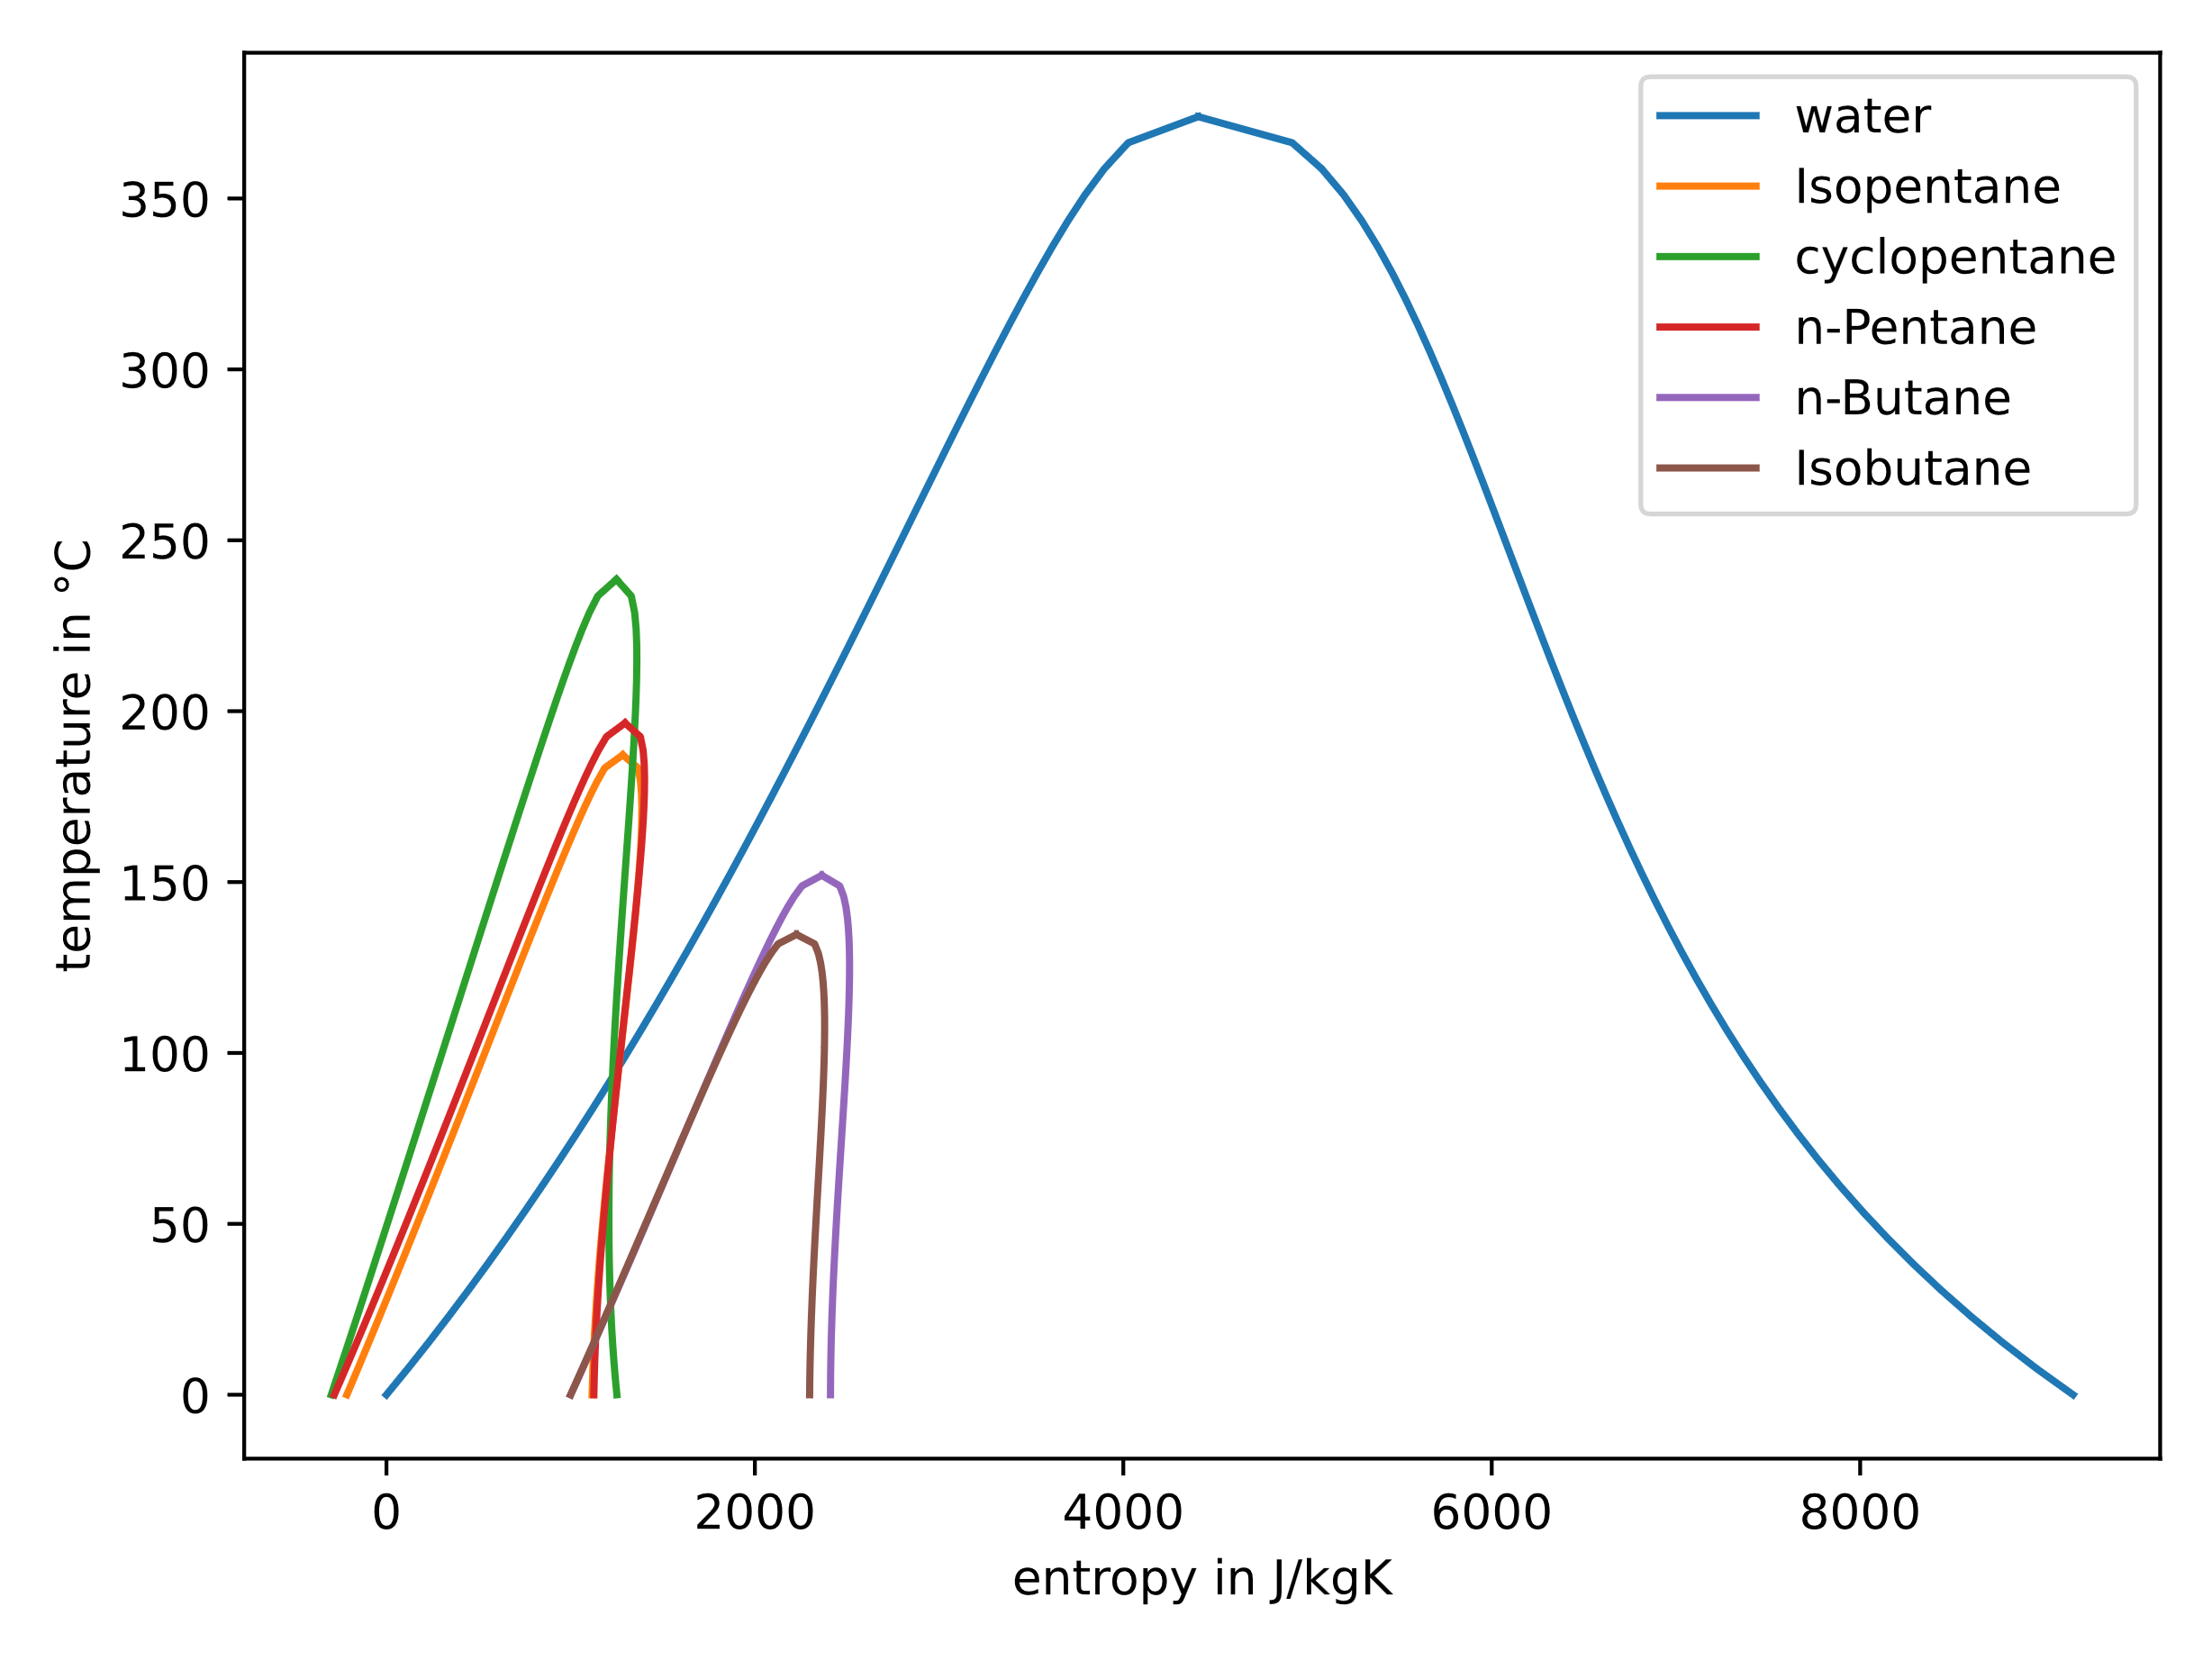 water
Isopentane
cyclopentane
n-Pentane
n-Butane
Isobutane
temperature in °C
350
300
250
200
150
100
50
0
0 2000 4000 6000 8000
entropy in J/kgK